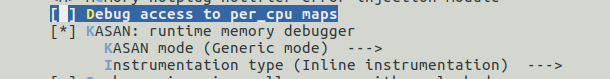 [ ] Debug access to per_cpu maps
[*] KASAN: runtime memory debugger
KASAN mode (Generic mode)  --->
Instrumentation type (Inline instrumentation)  --->